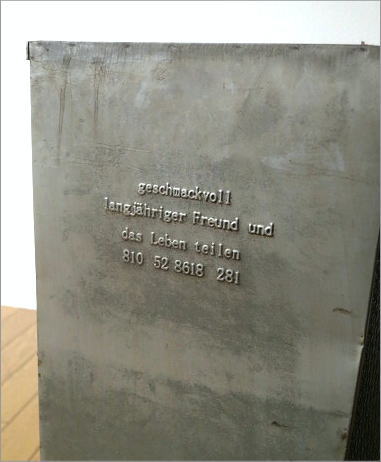 geschmackvoll
langjähriger Freund und
das Leben teilen
810 52 8618 281